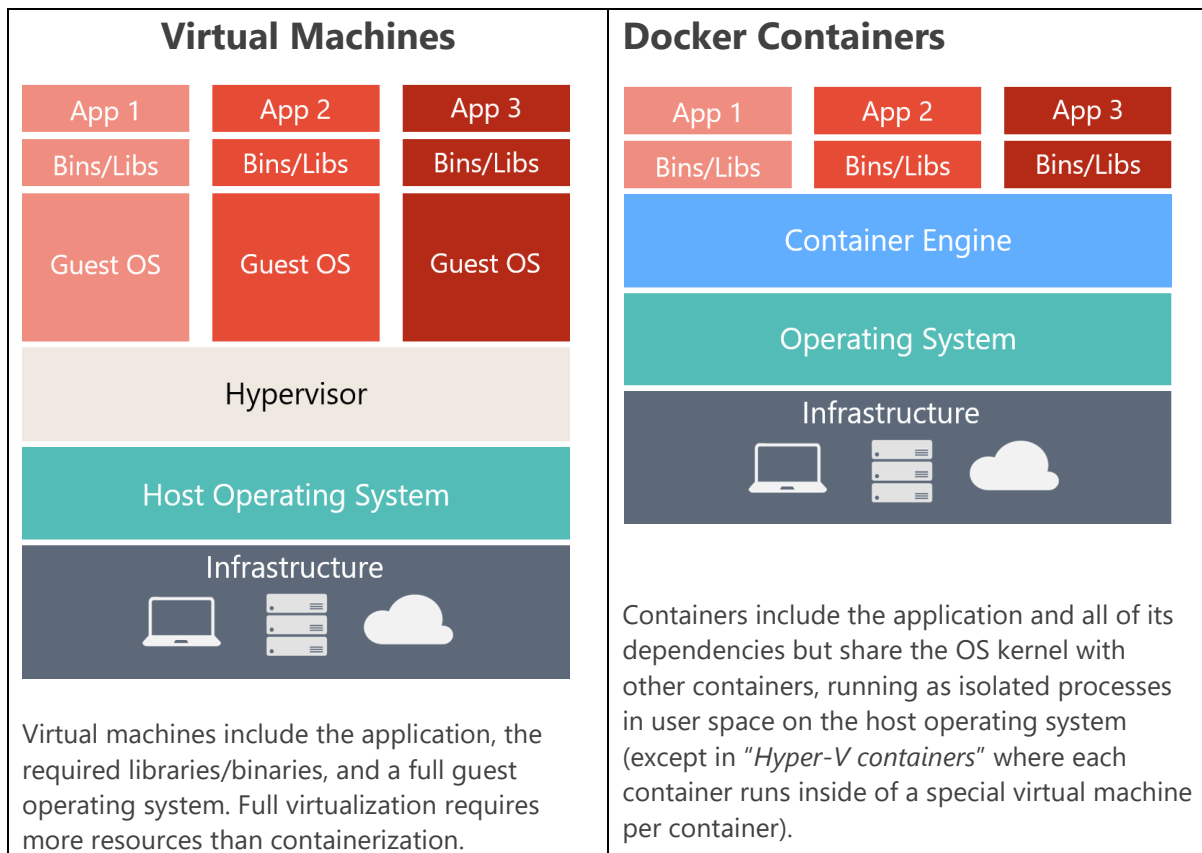 Virtual Machines
App 1
App 2
App 3
Bins/Libs
Bins/Libs
Bins/Libs
Guest OS
Guest OS
Guest OS
Hypervisor
Host Operating System
Infrastructure
Virtual machines include the application, the
required libraries/binaries, and a full guest
operating system. Full virtualization requires
more resources than containerization.
Docker Containers
App 1
App 2
App 3
Bins/Libs
Bins/Libs
Bins/Libs
Container Engine
Operating System
Infrastructure
Containers include the application and all of its
dependencies but share the OS kernel with
other containers, running as isolated processes
in user space on the host operating system
(except in “Hyper-V containers” where each
container runs inside of a special virtual machine
per container).